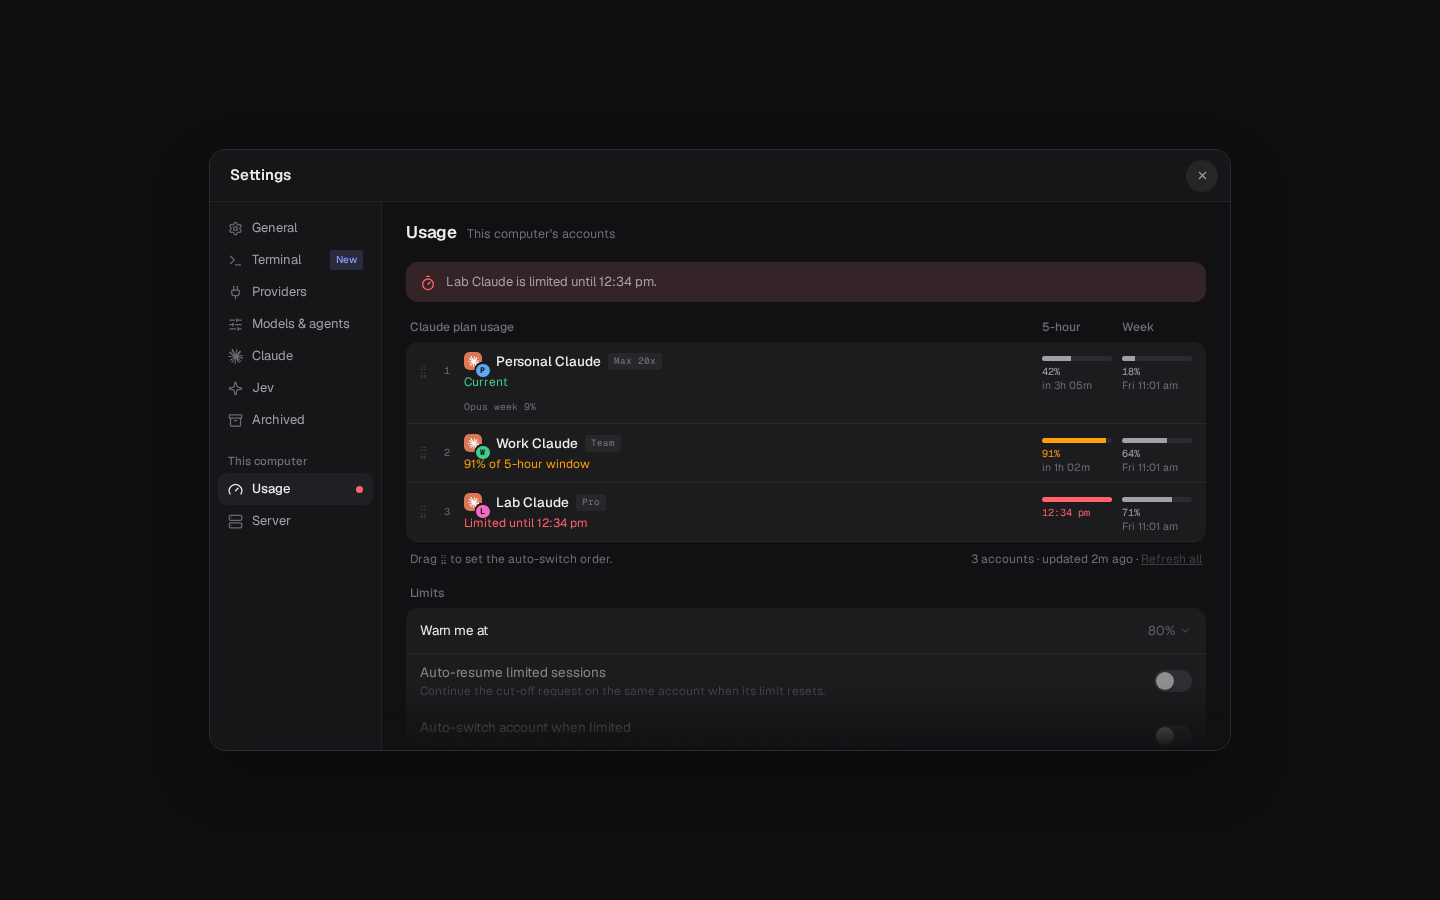 Settings
General
Terminal New
Providers
Models & agents
Claude
Jev
Archived
This computer
Usage
Server
Usage This computer's accounts
Lab Claude is limited until 12:34 pm.
Claude plan usage 5-hour Week
1 Personal Claude Max 20x
P
Current
Opus week 9%
42%
in 3h 05m
18%
Fri 11:01 am
2 Work Claude Team
W
91% of 5-hour window
91%
in 1h 02m
64%
Fri 11:01 am
3 Lab Claude Pro
L
Limited until 12:34 pm
12:34 pm
71%
Fri 11:01 am
Drag ⣿ to set the auto-switch order.
3 accounts · updated 2m ago · Refresh all
Limits
Warn me at 80%
Auto-resume limited sessions
Continue the cut-off request on the same account when its limit resets.
Auto-switch account when limited